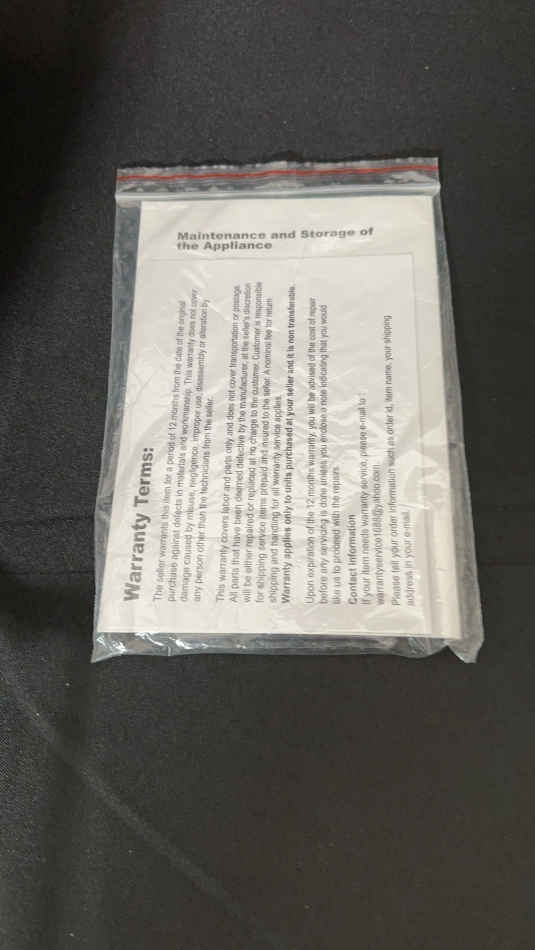 Maintenance and Storage of
the Appliance
Warranty Terms:
The seller warrants this item for a period of 12 months from the date of the original
purchase against defects in materials and workmanship. This warranty does not cover
damage caused by misuse, negligence, improper use, disassembly or alteration by
any person other than the technicians from the seller.
This warranty covers labor and parts only and does not cover transportation or postage.
All parts that have been deemed defective by the manufacturer, at the seller's discretion
will be either repaired or replaced at no charge to the customer. Customer is responsible
for shipping service items prepaid and insured to the seller. A nominal fee for return
shipping and handling for all warranty service applies.
Warranty applies only to units purchased at your seller and it is non transferable.
Upon expiration of the 12 months warranty, you will be advised of the cost of repair
before any servicing is done unless you enclose a note indicating that you would
like us to proceed with the repairs.
Contact Information
If your item needs warranty service, please e-mail to :
@yahoo.com.
Please tell your order information such as order id, item name, your shipping
address in your e-mail.